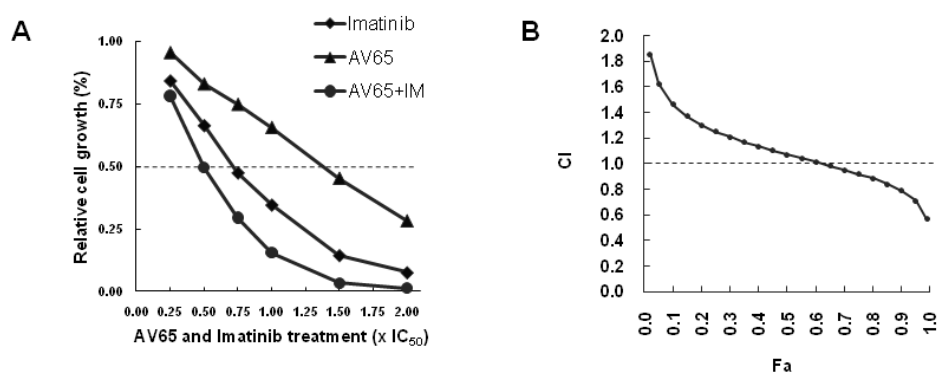 A
Imatinib
AV65
AV65+IM
Relative cell growth (%)
1.00
0.75
0.50
0.25
0.00
0.00 0.25 0.50 0.75 1.00 1.25 1.50 1.75 2.00
AV65 and Imatinib treatment (x IC50)
B
CI
2.0
1.8
1.6
1.4
1.2
1.0
0.8
0.6
0.4
0.2
0.0
0.0 0.1 0.2 0.3 0.4 0.5 0.6 0.7 0.8 0.9 1.0
Fa